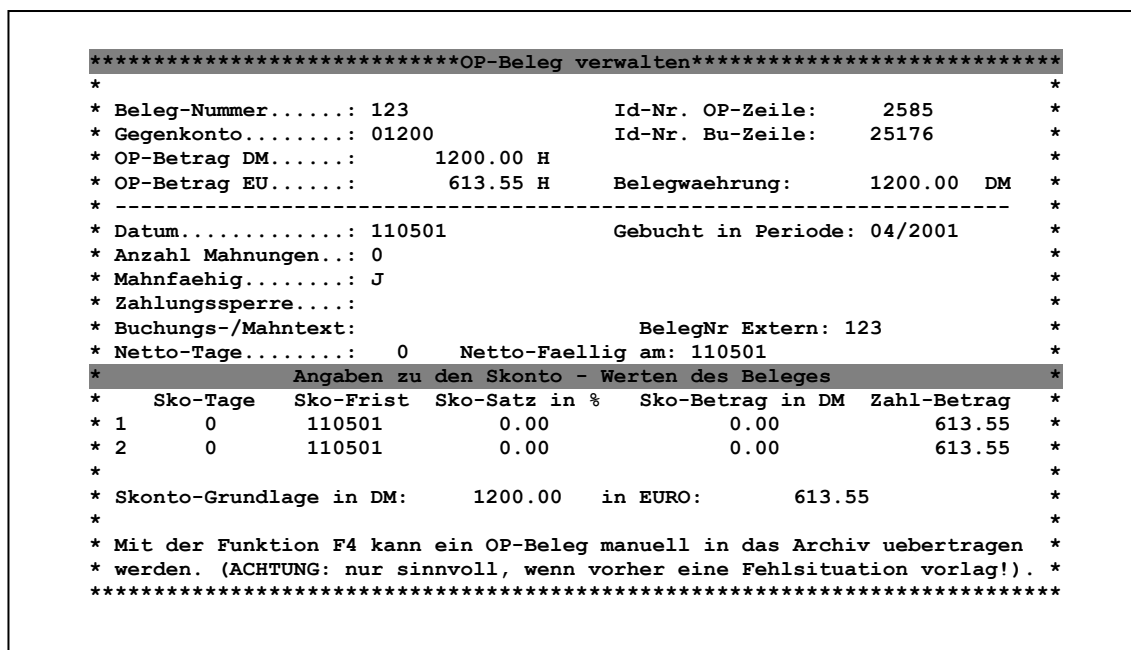 *****************************OP-Beleg verwalten*****************************
*                                                                          *
* Beleg-Nummer......: 123                Id-Nr. OP-Zeile:     2585         *
* Gegenkonto........: 01200              Id-Nr. Bu-Zeile:    25176         *
* OP-Betrag DM......:      1200.00 H                                       *
* OP-Betrag EU......:       613.55 H     Belegwaehrung:      1200.00  DM   *
* ----------------------------------------------------------------------   *
* Datum.............: 110501             Gebucht in Periode: 04/2001       *
* Anzahl Mahnungen..: 0                                                    *
* Mahnfaehig........: J                                                    *
* Zahlungssperre....:                                                      *
* Buchungs-/Mahntext:                      BelegNr Extern: 123             *
* Netto-Tage........:   0    Netto-Faellig am: 110501                      *
*              Angaben zu den Skonto - Werten des Beleges                  *
*    Sko-Tage   Sko-Frist  Sko-Satz in %   Sko-Betrag in DM  Zahl-Betrag   *
* 1      0       110501         0.00              0.00            613.55   *
* 2      0       110501         0.00              0.00            613.55   *
*                                                                          *
* Skonto-Grundlage in DM:     1200.00   in EURO:       613.55              *
*                                                                          *
* Mit der Funktion F4 kann ein OP-Beleg manuell in das Archiv uebertragen  *
* werden. (ACHTUNG: nur sinnvoll, wenn vorher eine Fehlsituation vorlag!). *
****************************************************************************